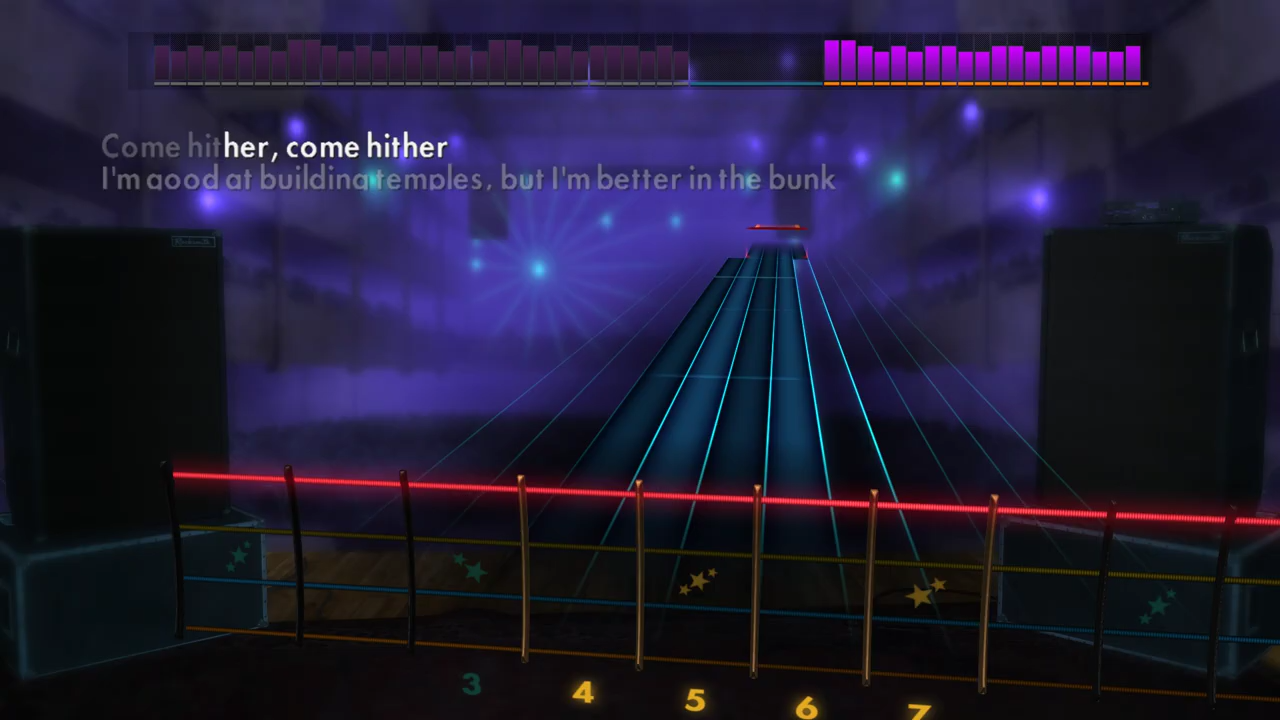 Come hither, come hither
I'm good at building temples, but I'm better in the bunk
3 4 5 6 7